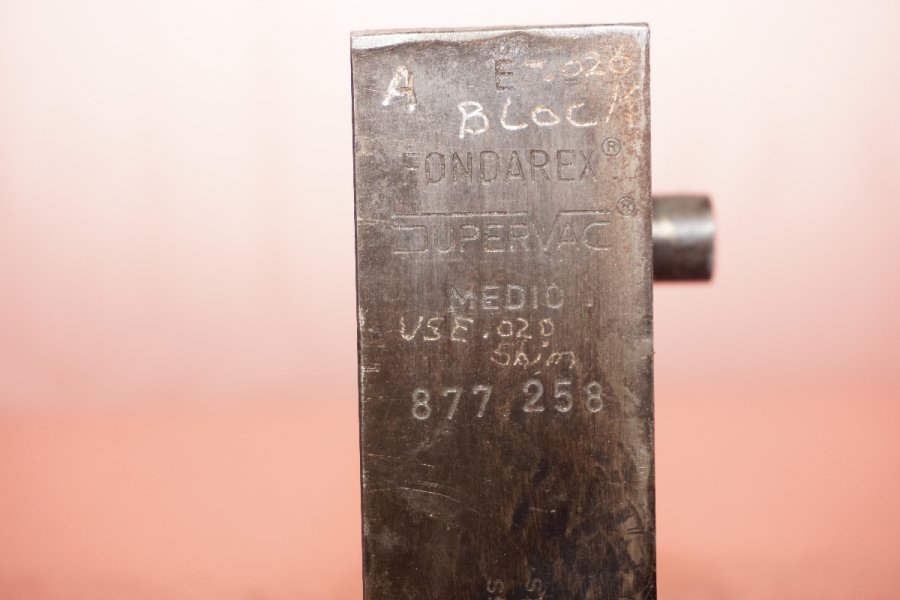 A E -.020
BLOCK
FONDAREX®
SUPERVAC®
MEDIO
USE .020
Shim
877 258